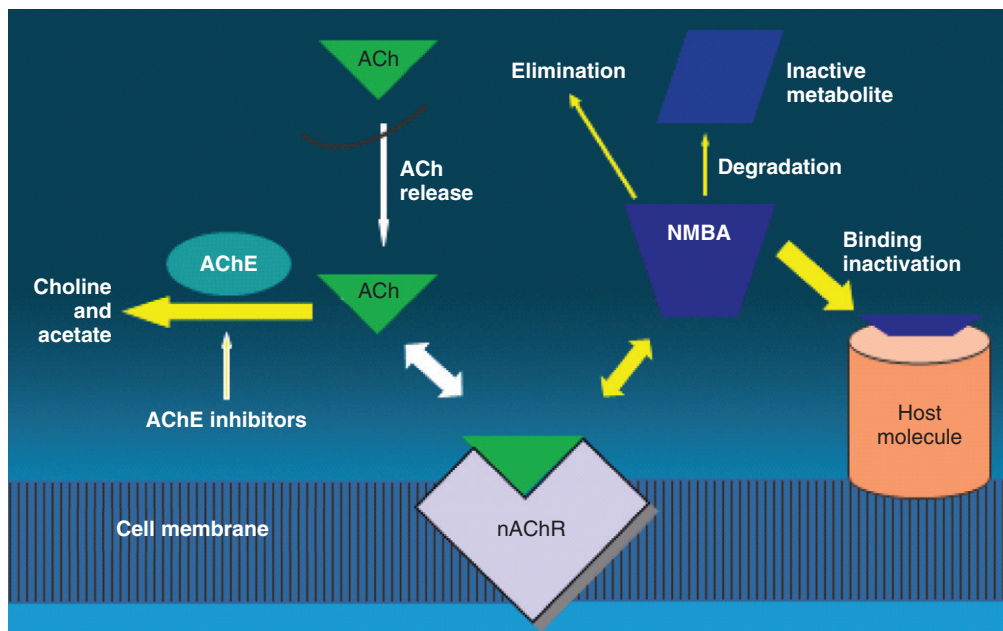 ACh
Elimination
Inactive
metabolite
ACh
release
Degradation
NMBA
Binding
inactivation
AChE
Choline
and
acetate
ACh
AChE inhibitors
Host
molecule
Cell membrane
nAChR